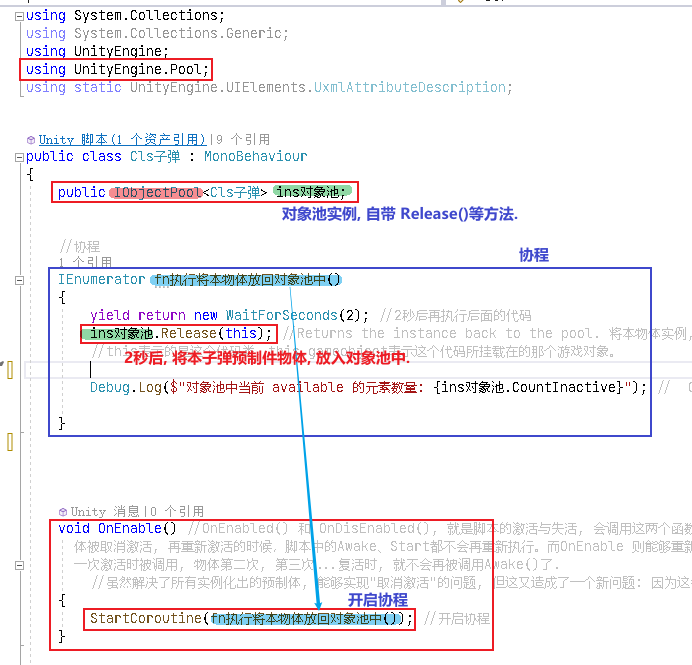 using System.Collections;
using System.Collections.Generic;
using UnityEngine;
using UnityEngine.Pool;
using static UnityEngine.UIElements.UxmlAttributeDescription;
Unity 脚本(1 个资产引用)|9 个引用
public class Cls子弹 : MonoBehaviour
{
public IObjectPool<Cls子弹> ins对象池;
对象池实例, 自带 Release()等方法.
//协程
1 个引用
协程
IEnumerator fn执行将本物体放回对象池中()
{
yield return new WaitForSeconds(2); //2秒后再执行后面的代码
ins对象池.Release(this); //Returns the instance back to the pool. 将本物体实例,
2秒后, 将本子弹预制件物体, 放入对象池中.
表示这个代码所挂载在的那个游戏对象。
Debug.Log($"对象池中当前 available 的元素数量: {ins对象池.CountInactive}"); //
}
Unity 消息|0 个引用
void OnEnable() //OnEnabled() 和 OnDisEnabled(), 就是脚本的激活与失活, 会调用这两个函数
体被取消激活, 再重新激活的时候, 脚本中的Awake、Start都不会再重新执行。而OnEnable 则能够重新
一次激活时被调用, 物体第二次, 第三次...复活时, 就不会再被调用Awake()了.
//虽然解决了所有实例化出的预制体, 能够实现"取消激活"的问题, 但这又造成了一个新问题: 因为这
{
开启协程
StartCoroutine(fn执行将本物体放回对象池中()); //开启协程
}